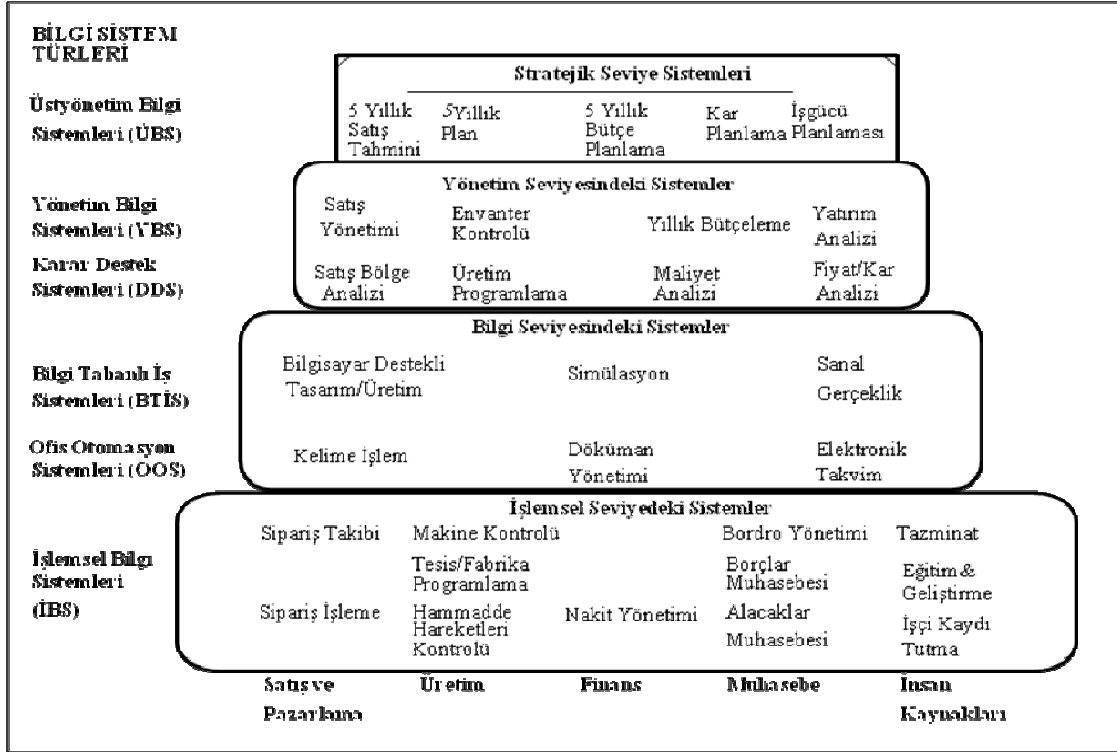 BİLGİ SİSTEM
TÜRLERİ
Stratejik Seviye Sistemleri
Üstyönetim Bilgi
Sistemleri (ÜBS)
5 Yıllık
Satış
Tahmini
5Yıllık
Plan
5 Yıllık
Bütçe
Planlama
Kar
Planlama
İşgücü
Planlaması
Yönetim Seviyesindeki Sistemler
Yönetim Bilgi
Sistemleri (YBS)
Satış
Yönetimi
Envanter
Kontrolü
Yıllık Bütçeleme
Yatırım
Analizi
Karar Destek
Sistemleri (DDS)
Satış Bölge
Analizi
Üretim
Programlama
Maliyet
Analizi
Fiyat/Kar
Analizi
Bilgi Seviyesindeki Sistemler
Bilgi Tabanlı İş
Sistemleri (BTİS)
Bilgisayar Destekli
Tasarım/Üretim
Simülasyon
Sanal
Gerçeklik
Ofis Otomasyon
Sistemleri (OOS)
Kelime İşlem
Döküman
Yönetimi
Elektronik
Takvim
İşlemsel Seviyedeki Sistemler
İşlemsel Bilgi
Sistemleri
(İBS)
Sipariş Takibi
Makine Kontrolü
Bordro Yönetimi
Tazminat
Tesis/Fabrika
Programlama
Borçlar
Muhasebesi
Eğitim &
Geliştirme
Sipariş İşleme
Hammadde
Hareketleri
Kontrolü
Nakit Yönetimi
Alacaklar
Muhasebesi
İşçi Kaydı
Tutma
Satış ve
Pazarlama
Üretim
Finans
Muhasebe
İnsan
Kaynakları